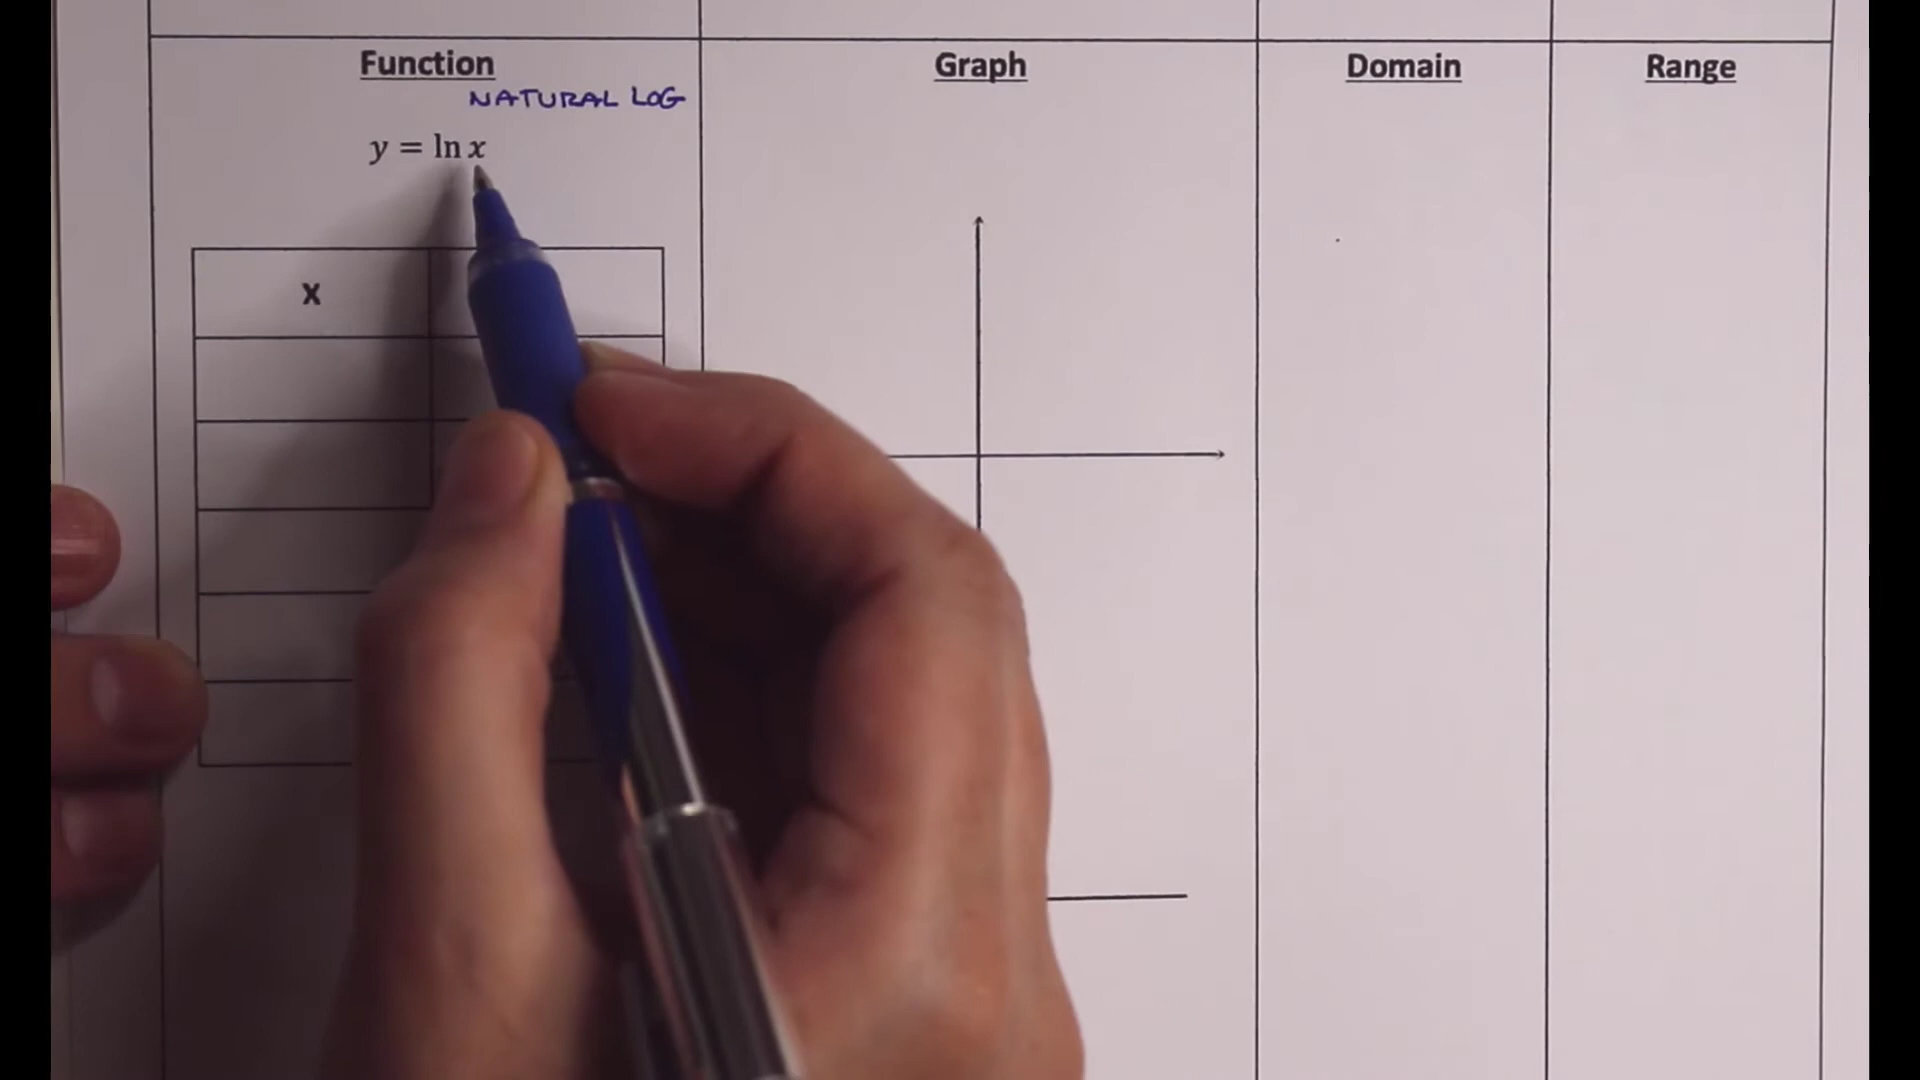 Function
Graph
Domain
Range
NATURAL LOG
y = ln x
x